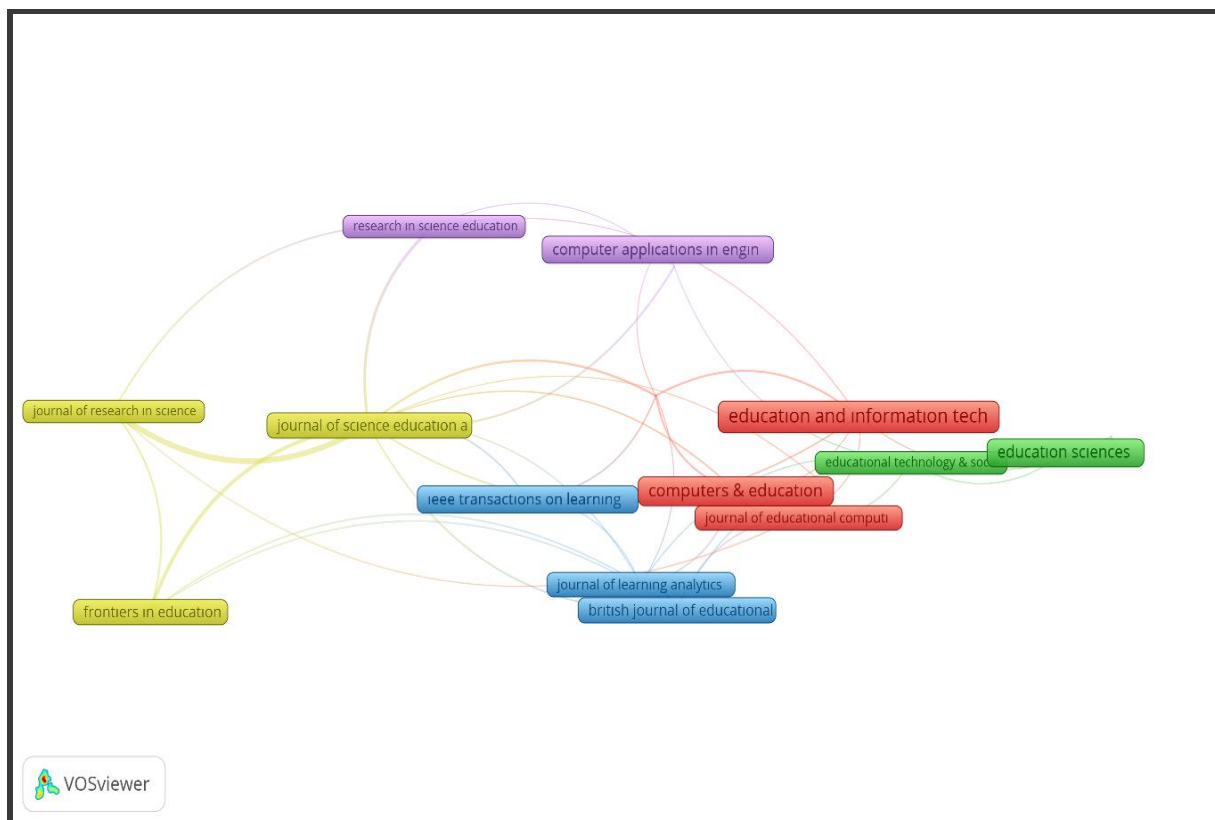 research in science education
computer applications in engin
journal of research in science
journal of science education a
education and information tech
education sciences
educational technology & soc
ieee transactions on learning
computers & education
journal of educational computi
journal of learning analytics
british journal of educational
frontiers in education
VOSviewer